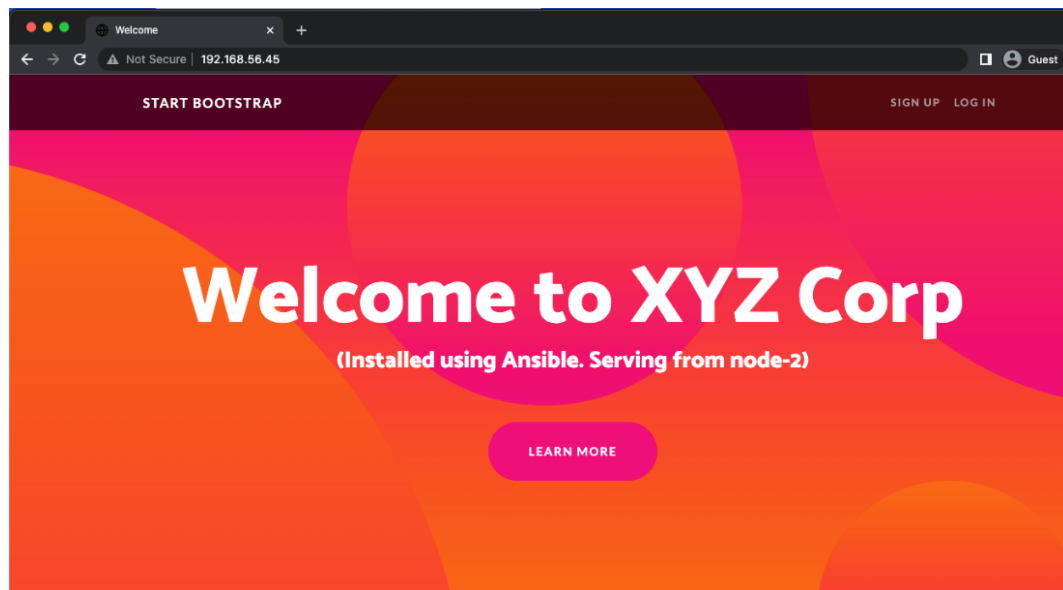 Welcome
Not Secure 192.168.56.45 Guest
START BOOTSTRAP SIGN UP LOG IN
Welcome to XYZ Corp
(Installed using Ansible. Serving from node-2)
LEARN MORE